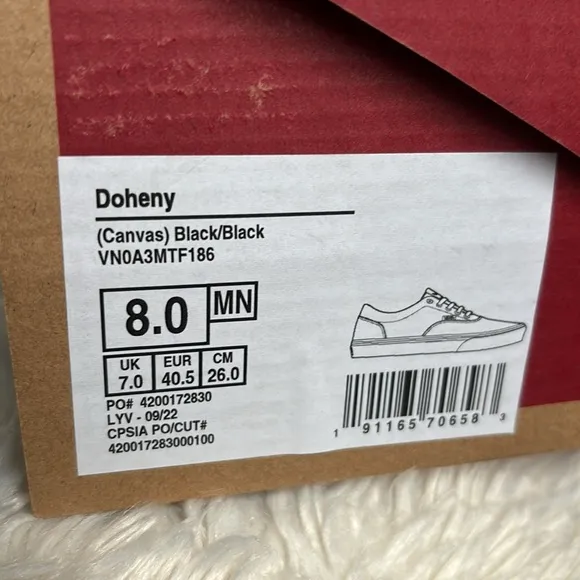 Doheny
(Canvas) Black/Black
VN0A3MTF186
8.0 MN
UK EUR CM
7.0 40.5 26.0
PO# 4200172830
LYV - 09/22
CPSIA PO/CUT#
420017283000100
1 91165 70658 3